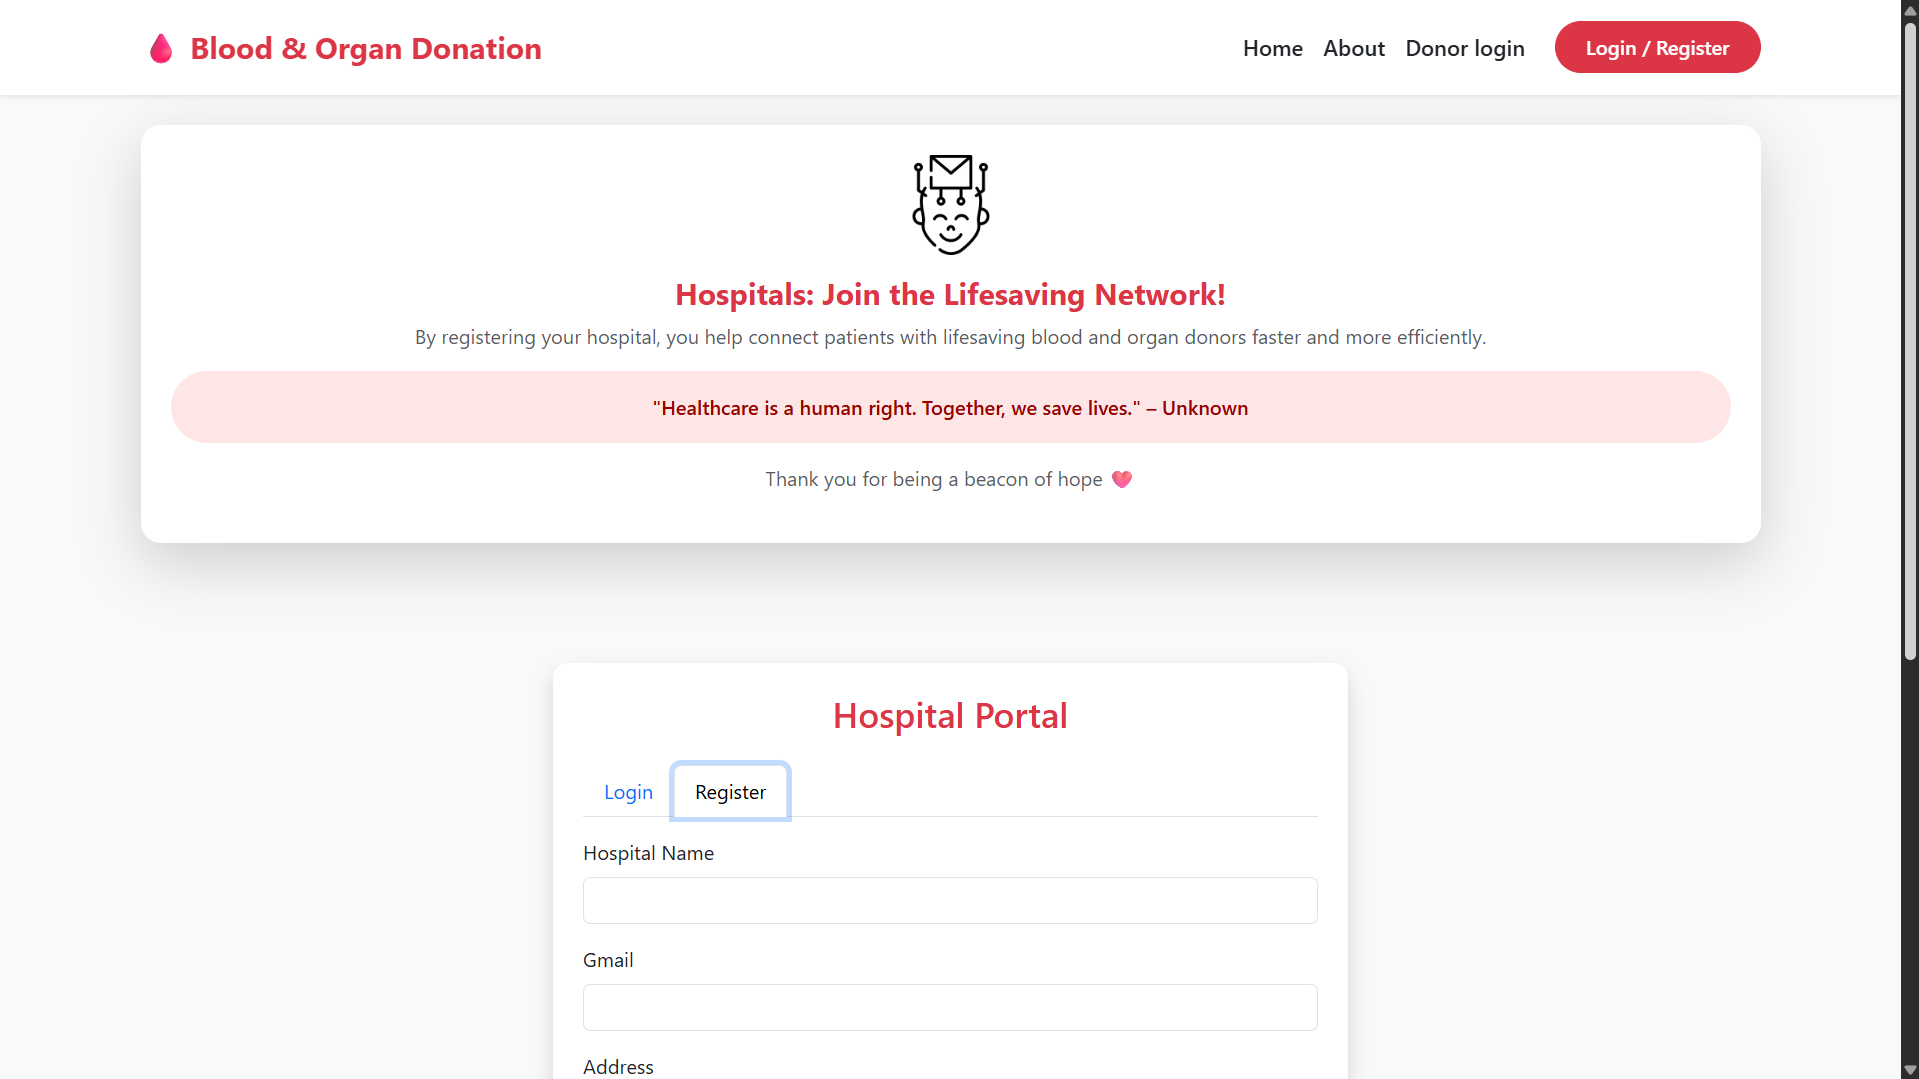 Blood & Organ Donation
Home About Donor login Login / Register
Hospitals: Join the Lifesaving Network!
By registering your hospital, you help connect patients with lifesaving blood and organ donors faster and more efficiently.
"Healthcare is a human right. Together, we save lives." – Unknown
Thank you for being a beacon of hope
Hospital Portal
Login Register
Hospital Name
Gmail
Address